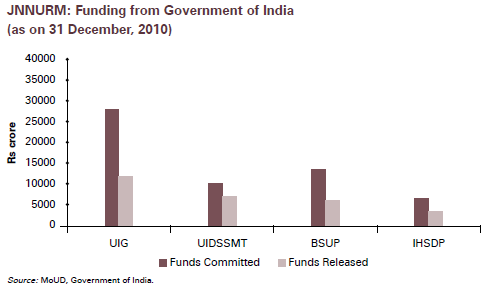 JNNURM: Funding from Government of India
(as on 31 December, 2010)
40000
35000
30000
25000
20000
15000
10000
5000
0
Rs crore
UIG
UIDSSMT
BSUP
IHSDP
Funds Committed
Funds Released
Source: MoUD, Government of India.